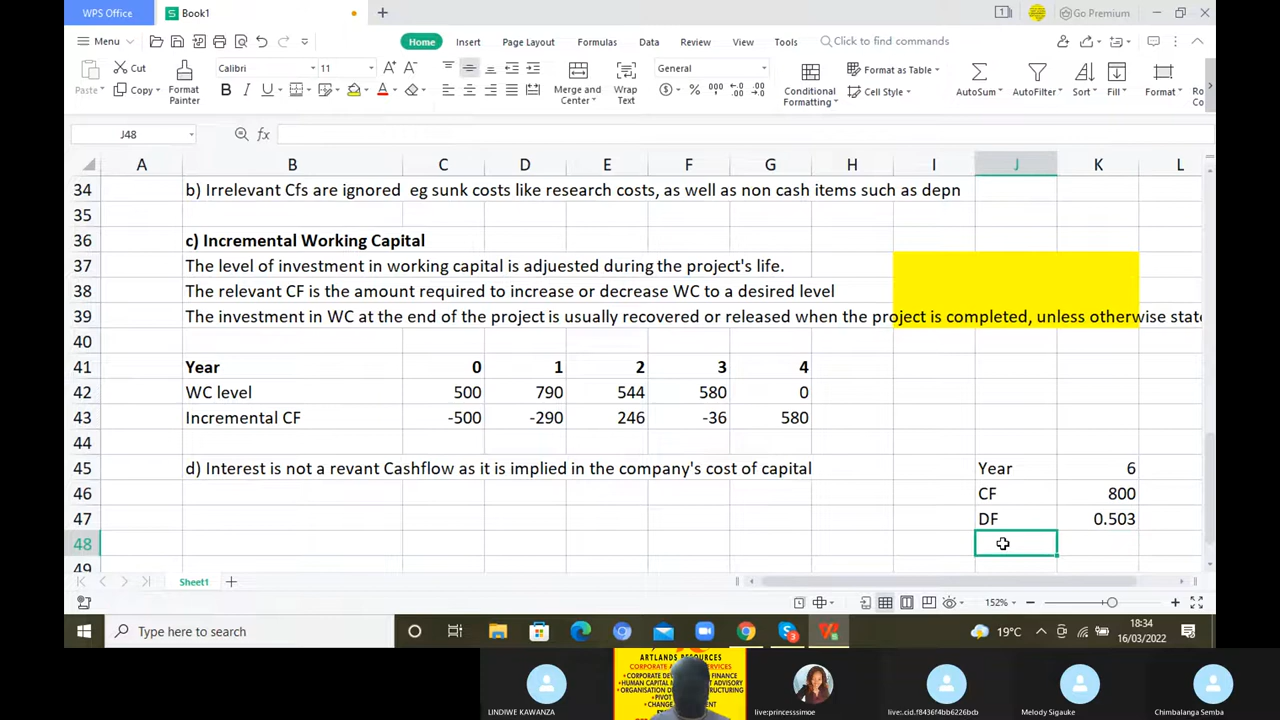 WPS Office
Book1
1
Go Premium
Menu
Home
Insert
Page Layout
Formulas
Data
Review
View
Tools
Click to find commands
Paste
Cut
Copy
Format
Painter
Calibri
11
Merge and
Center
Wrap
Text
General
Conditional
Formatting
Format as Table
Cell Style
AutoSum
AutoFilter
Sort
Fill
Format
J48
fx
A B C D E F G H I J K L
34 b) Irrelevant Cfs are ignored eg sunk costs like research costs, as well as non cash items such as depn
35
36 c) Incremental Working Capital
37 The level of investment in working capital is adjuested during the project's life.
38 The relevant CF is the amount required to increase or decrease WC to a desired level
39 The investment in WC at the end of the project is usually recovered or released when the project is completed, unless otherwise state
40
41 Year 0 1 2 3 4
42 WC level 500 790 544 580 0
43 Incremental CF -500 -290 246 -36 580
44
45 d) Interest is not a revant Cashflow as it is implied in the company's cost of capital Year 6
46 CF 800
47 DF 0.503
48
49
Sheet1
152%
Type here to search
19°C
18:34
16/03/2022
ARTLANDS RESOURCES
LINDIWE KAWANZA
live:princesssimoe
live:.cid.f8436f4bb6226bcb
Melody Sigauke
Chimbalanga Semba